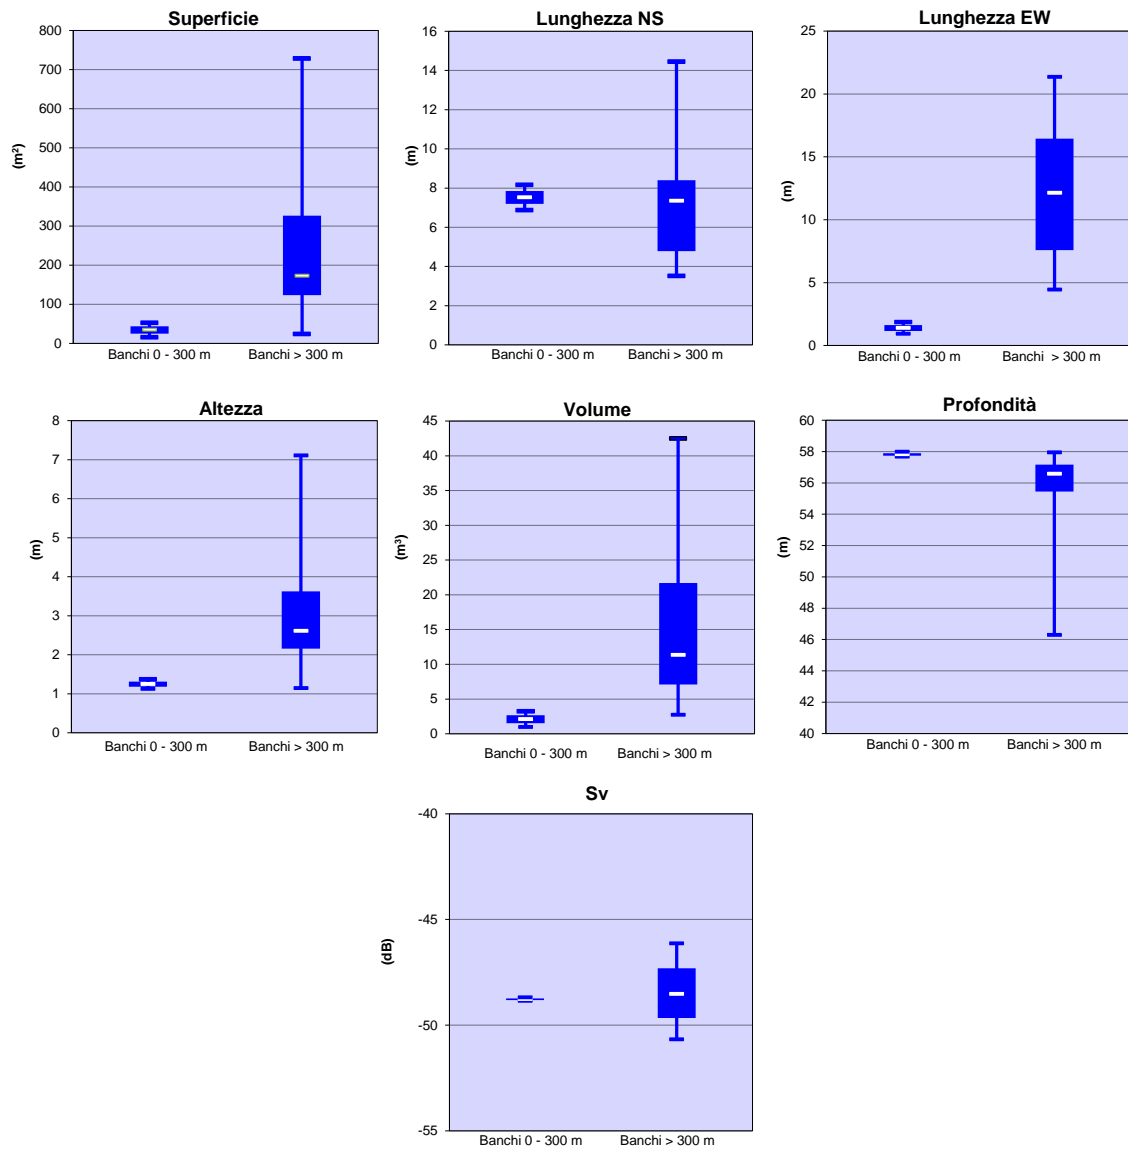 Superficie
800
700
600
500
400
300
200
100
0
(m²)
Banchi 0 - 300 m
Banchi > 300 m
Lunghezza NS
16
14
12
10
8
6
4
2
0
(m)
Banchi 0 - 300 m
Banchi > 300 m
Lunghezza EW
25
20
15
10
5
0
(m)
Banchi 0 - 300 m
Banchi > 300 m
Altezza
8
7
6
5
4
3
2
1
0
(m)
Banchi 0 - 300 m
Banchi > 300 m
Volume
45
40
35
30
25
20
15
10
5
0
(m³)
Banchi 0 - 300 m
Banchi > 300 m
Profondità
60
58
56
54
52
50
48
46
44
42
40
(m)
Banchi 0 - 300 m
Banchi > 300 m
Sv
-40
-45
-50
-55
(dB)
Banchi 0 - 300 m
Banchi > 300 m